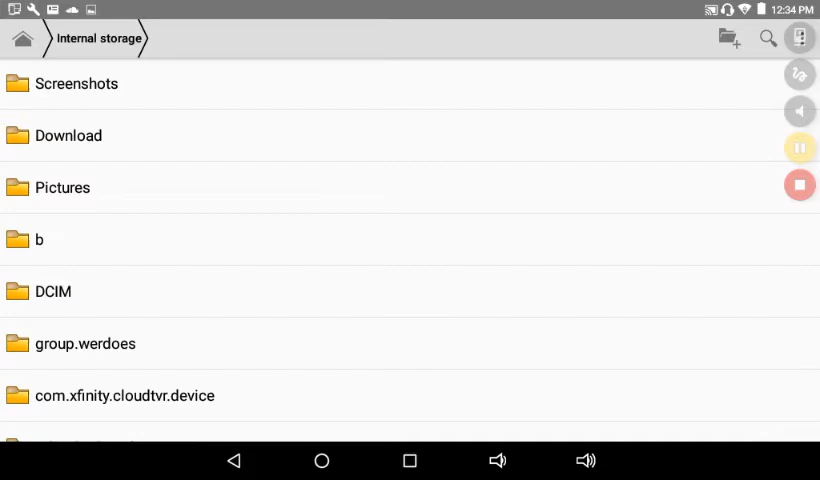 12:34 PM
Internal storage
Screenshots
Download
Pictures
b
DCIM
group.werdoes
com.xfinity.cloudtvr.device